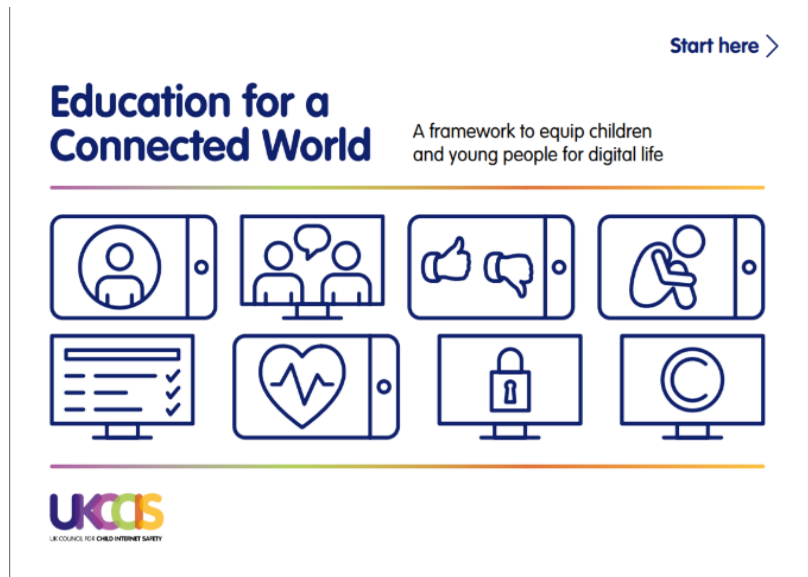 Start here
Education for a
Connected World
A framework to equip children
and young people for digital life
UKCCIS
UK COUNCIL FOR CHILD INTERNET SAFETY